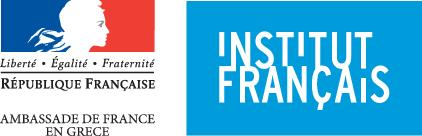 Liberté • Égalité • Fraternité
RÉPUBLIQUE FRANÇAISE
AMBASSADE DE FRANCE
EN GRECE
INSTITUT
FRANÇAIS